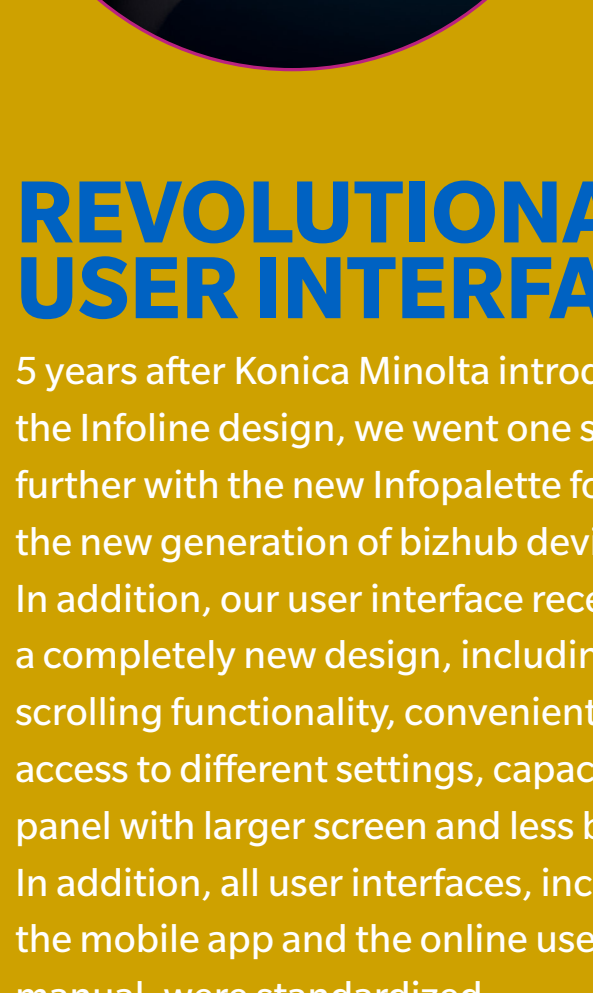 REVOLUTIONA
USER INTERFA
5 years after Konica Minolta introd
the Infoline design, we went one s
further with the new Infopalette fo
the new generation of bizhub devi
In addition, our user interface rece
a completely new design, includin
scrolling functionality, convenient
access to different settings, capac
panel with larger screen and less b
In addition, all user interfaces, inc
the mobile app and the online use
manual, were standardized